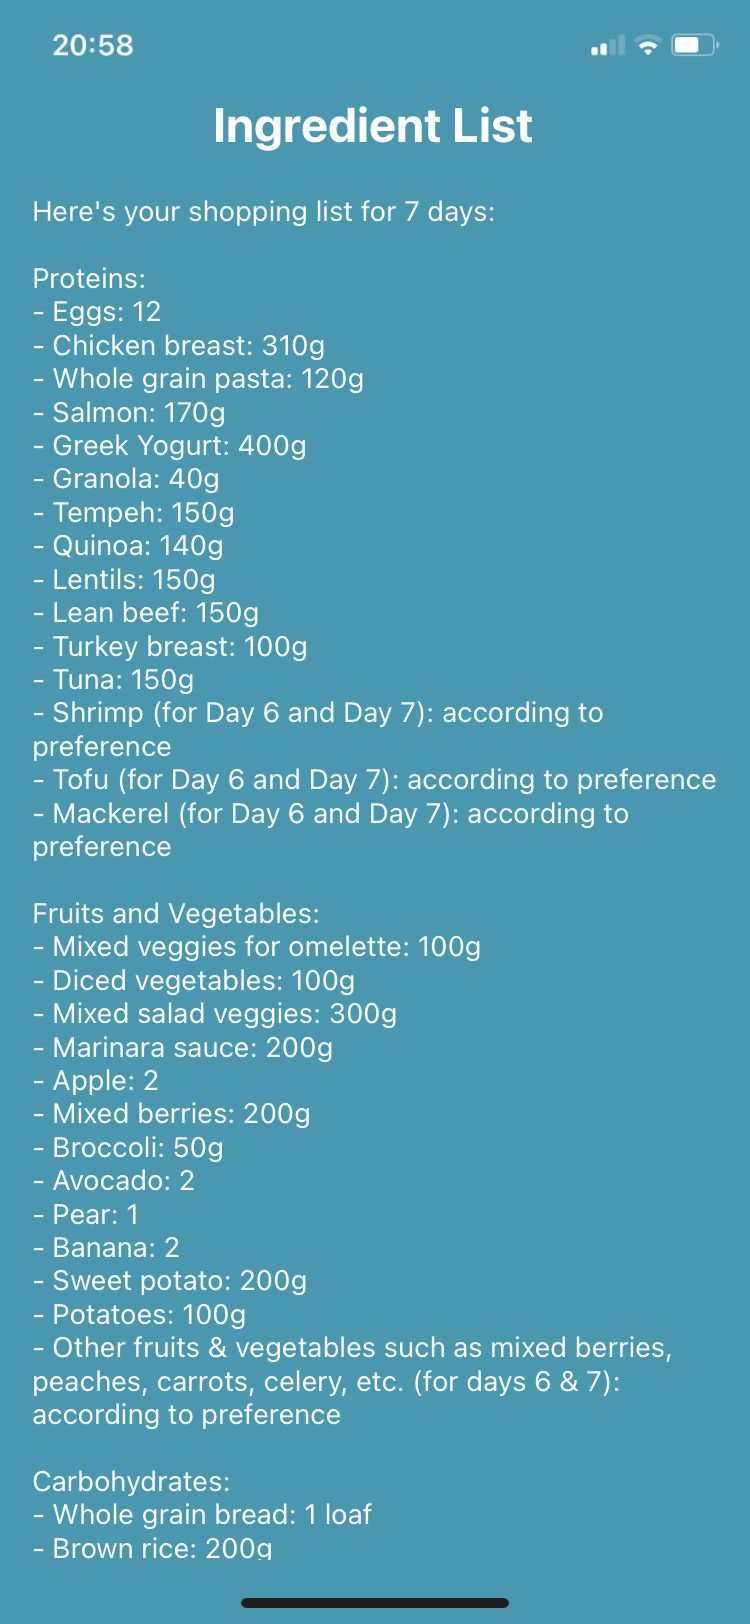 20:58
Ingredient List
Here's your shopping list for 7 days:
Proteins:
- Eggs: 12
- Chicken breast: 310g
- Whole grain pasta: 120g
- Salmon: 170g
- Greek Yogurt: 400g
- Granola: 40g
- Tempeh: 150g
- Quinoa: 140g
- Lentils: 150g
- Lean beef: 150g
- Turkey breast: 100g
- Tuna: 150g
- Shrimp (for Day 6 and Day 7): according to
preference
- Tofu (for Day 6 and Day 7): according to preference
- Mackerel (for Day 6 and Day 7): according to
preference
Fruits and Vegetables:
- Mixed veggies for omelette: 100g
- Diced vegetables: 100g
- Mixed salad veggies: 300g
- Marinara sauce: 200g
- Apple: 2
- Mixed berries: 200g
- Broccoli: 50g
- Avocado: 2
- Pear: 1
- Banana: 2
- Sweet potato: 200g
- Potatoes: 100g
- Other fruits & vegetables such as mixed berries,
peaches, carrots, celery, etc. (for days 6 & 7):
according to preference
Carbohydrates:
- Whole grain bread: 1 loaf
- Brown rice: 200g